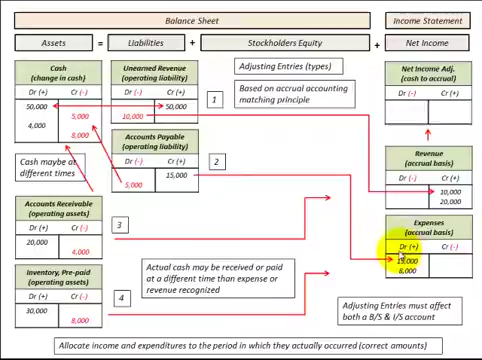 Balance Sheet
Income Statement
Assets = Liabilities + Stockholders Equity + Net Income
Cash
(change in cash)
Dr (+) Cr (-)
50,000
4,000
5,000
8,000
Unearned Revenue
(operating liability)
Dr (-) Cr (+)
50,000
10,000
Adjusting Entries (types)
1
Based on accrual accounting
matching principle
Net Income Adj.
(cash to accrual)
Dr (-) Cr (+)
Accounts Payable
(operating liability)
Dr (-) Cr (+)
15,000
5,000
2
Cash maybe at
different times
Revenue
(accrual basis)
Dr (-) Cr (+)
10,000
20,000
Accounts Receivable
(operating assets)
Dr (+) Cr (-)
20,000
4,000
3
Expenses
(accrual basis)
Dr (+) Cr (-)
15,000
8,000
Inventory, Pre-paid
(operating assets)
Dr (+) Cr (-)
30,000
8,000
4
Actual cash may be received or paid
at a different time than expense or
revenue recognized
Adjusting Entries must affect
both a B/S & I/S account
Allocate income and expenditures to the period in which they actually occurred (correct amounts)